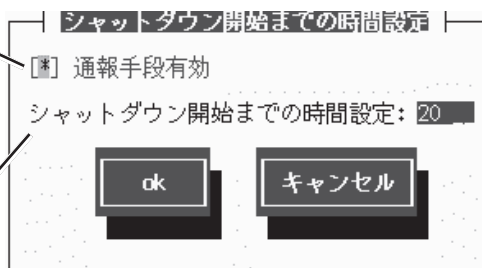 シャットダウン開始までの時間設定
[*] 通報手段有効
シャットダウン開始までの時間設定: 20
ok
キャンセル